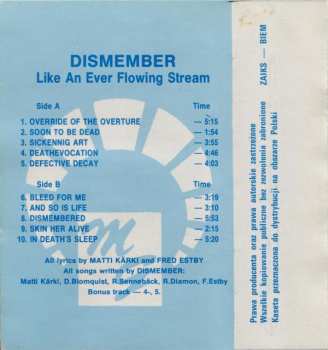 DISMEMBER
Like An Ever Flowing Stream
Side A Time
1. OVERRIDE OF THE OVERTURE — 5:15
2. SOON TO BE DEAD — 1:54
3. SICKENNIG ART — 3:55
4. DEATHEVOCATION — 4:46
5. DEFECTIVE DECAY — 4:03
Side B Time
6. BLEED FOR ME — 3:19
7. AND SO IS LIFE — 3:10
8. DISMEMBERED — 5:53
9. SKIN HER ALIVE — 2:15
10. IN DEATH'S SLEEP — 5:20
All lyrics by MATTI KÄRKI and FRED ESTBY
All songs written by DISMEMBER:
Matti Kärki, D.Blomquist, R.Sennebäck, R.Diamon, F.Estby
Bonus track — 4-, 5.
Prawa producenta oraz prawa autorskie zastrzeżone
Wszelkie kopiowanie publiczne bez zezwolenia zabronione
Kaseta przeznaczona do dystrybucji na obszarze Polski
ZAIKS — BIEM